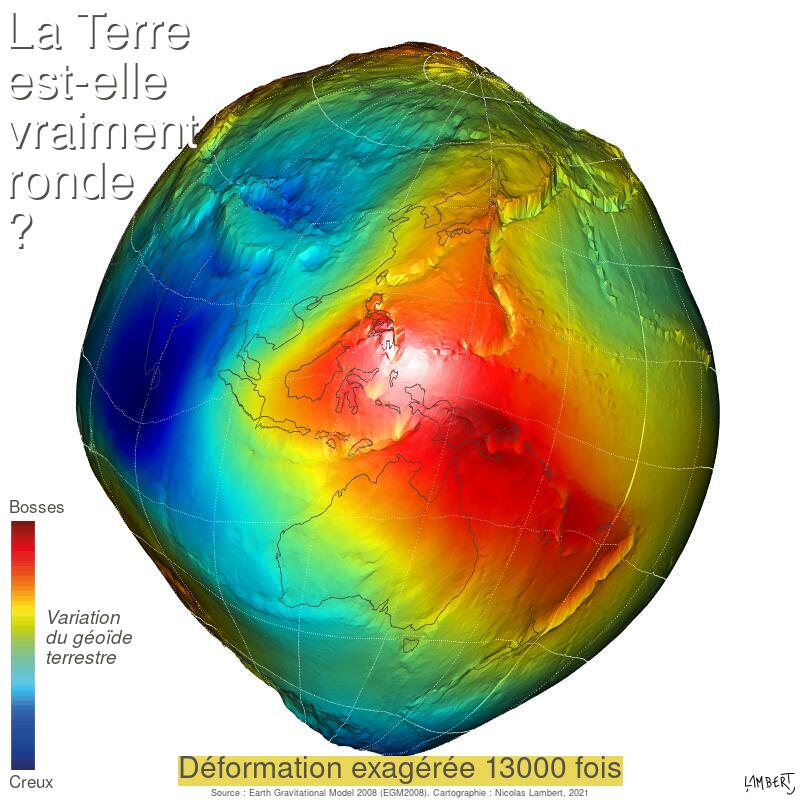 La Terre
est-elle
vraiment
ronde
?
Bosses
Variation
du géoïde
terrestre
Creux
Déformation exagérée 13000 fois
Source : Earth Gravitational Model 2008 (EGM2008). Cartographie : Nicolas Lambert, 2021
LAMBERT